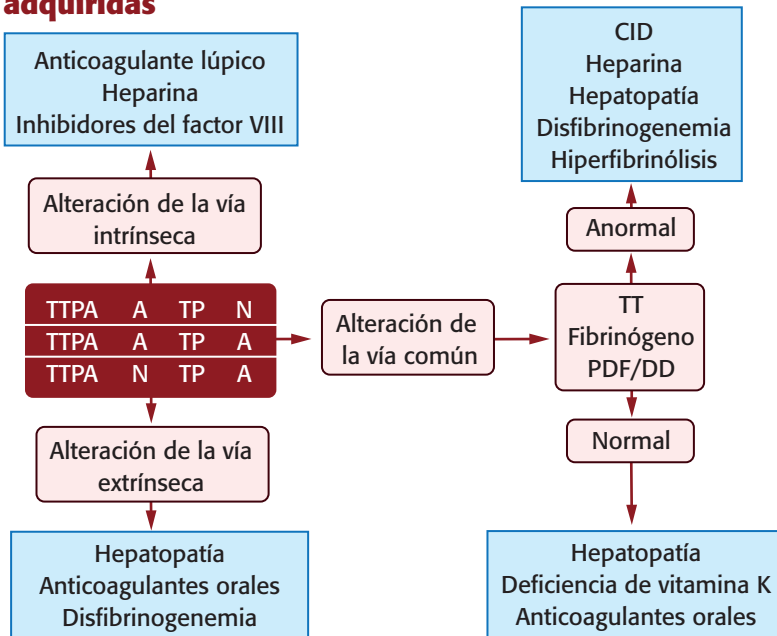 adquiridas
Anticoagulante lúpico
Heparina
Inhibidores del factor VIII
Alteración de la vía
intrínseca
TTPA A TP N
TTPA A TP A
TTPA N TP A
Alteración de la vía
extrínseca
Hepatopatía
Anticoagulantes orales
Disfibrinogenemia
Alteración de
la vía común
CID
Heparina
Hepatopatía
Disfibrinogenemia
Hiperfibrinólisis
Anormal
TT
Fibrinógeno
PDF/DD
Normal
Hepatopatía
Deficiencia de vitamina K
Anticoagulantes orales